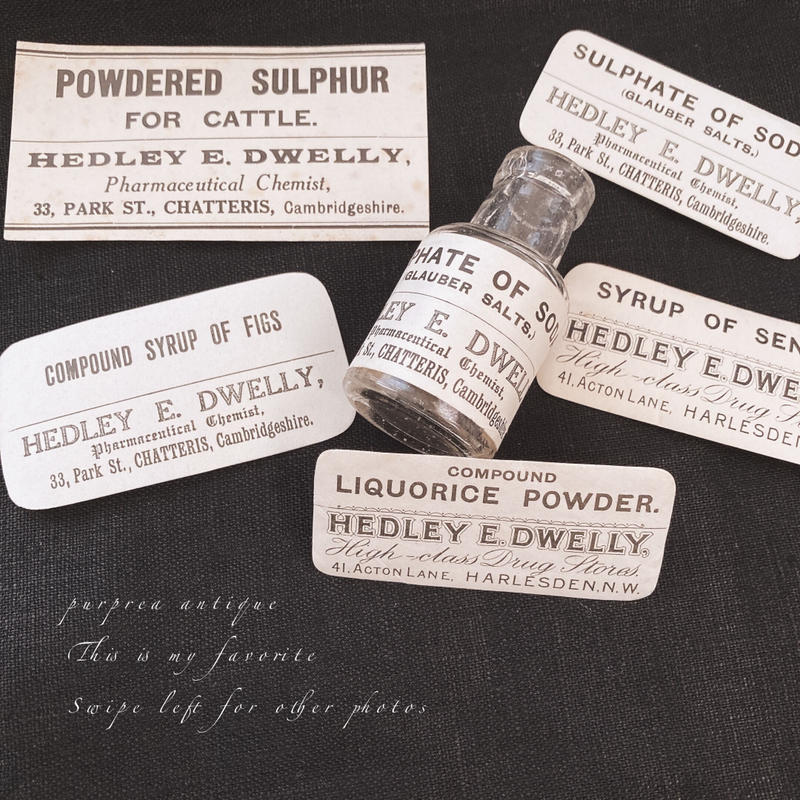 POWDERED SULPHUR
FOR CATTLE.
HEDLEY E. DWELLY,
Pharmaceutical Chemist,
33, PARK ST., CHATTERIS, Cambridgeshire.
SULPHATE OF SOD
(GLAUBER SALTS.)
HEDLEY E. DWELLY,
Pharmaceutical Chemist,
33, Park St., CHATTERIS, Cambridgeshire.
PHATE OF SOD
(GLAUBER SALTS.)
LEY E. DWELL
Pharmaceutical Chemist,
St., CHATTERIS, Cambridges
SYRUP OF SEN
HEDLEY E. DWE
High-class Drug S
41, ACTON LANE, HARLESDEN
COMPOUND SYRUP OF FIGS
HEDLEY E. DWELLY,
Pharmaceutical Chemist,
33, Park St., CHATTERIS, Cambridgeshire.
COMPOUND
LIQUORICE POWDER.
HEDLEY E. DWELLY,
High-class Drug Stores.
41, ACTON LANE, HARLESDEN, N.W.
purprea antique
This is my favorite
Swipe left for other photos